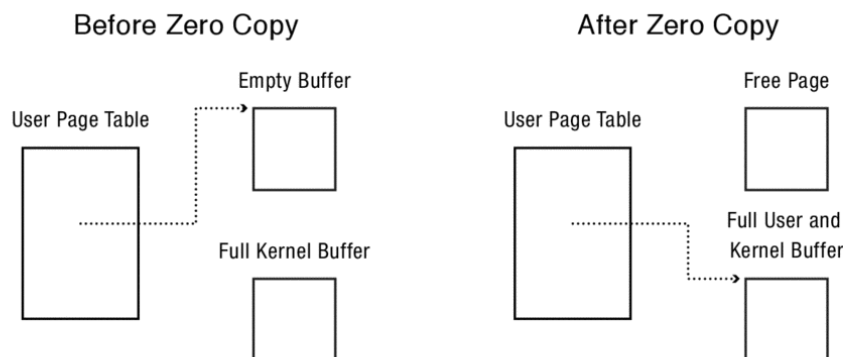 Before Zero Copy
Empty Buffer
User Page Table
Full Kernel Buffer
After Zero Copy
Free Page
User Page Table
Full User and
Kernel Buffer